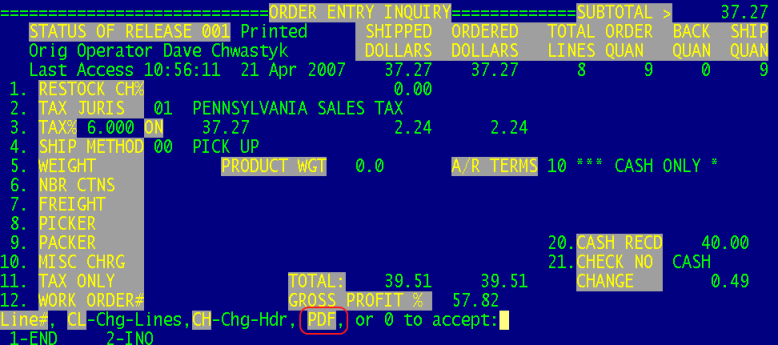 =============================ORDER ENTRY INQUIRY=============SUBTOTAL > 37.27
STATUS OF RELEASE 001 Printed SHIPPED ORDERED TOTAL ORDER BACK SHIP
Orig Operator Dave Chwastyk DOLLARS DOLLARS LINES QUAN QUAN QUAN
Last Access 10:56:11 21 Apr 2007 37.27 37.27 8 9 0 9
1. RESTOCK CH% 0.00
2. TAX JURIS 01 PENNSYLVANIA SALES TAX
3. TAX% 6.000 ON 37.27 2.24 2.24
4. SHIP METHOD 00 PICK UP
5. WEIGHT PRODUCT WGT 0.0 A/R TERMS 10 *** CASH ONLY *
6. NBR CTNS
7. FREIGHT
8. PICKER
9. PACKER 20. CASH RECD 40.00
10. MISC CHRG 21. CHECK NO CASH
11. TAX ONLY TOTAL: 39.51 39.51 CHANGE 0.49
12. WORK ORDER# GROSS PROFIT % 57.82
Line#, CL-Chg-Lines,CH-Chg-Hdr, PDF, or 0 to accept:
1-END 2-INQ